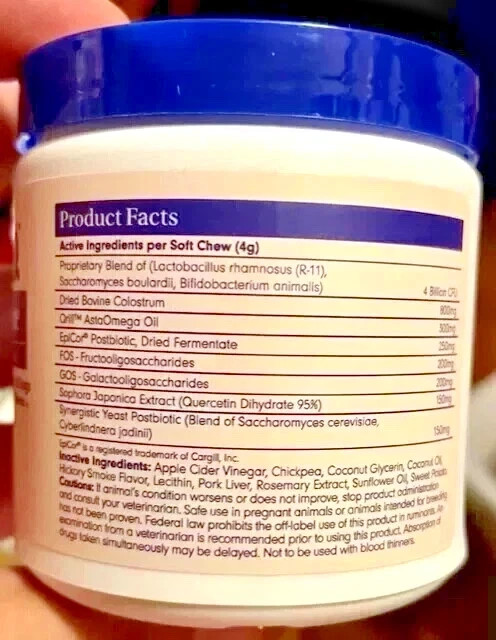 Product Facts
Active Ingredients per Soft Chew (4g)
Proprietary Blend of (Lactobacillus rhamnosus (R-11),
Saccharomyces boulardii, Bifidobacterium animalis) 4 Billion CFU
Dried Bovine Colostrum 800mg
Qrill™ AstaOmega Oil 300mg
EpiCor® Postbiotic, Dried Fermentate 250mg
FOS - Fructooligosaccharides 200mg
GOS - Galactooligosaccharides 200mg
Sophora Japonica Extract (Quercetin Dihydrate 95%) 150mg
Synergistic Yeast Postbiotic (Blend of Saccharomyces cerevisiae,
Cyberlindnera jadinii) 150mg
EpiCor® is a registered trademark of Cargill, Inc.
Inactive Ingredients: Apple Cider Vinegar, Chickpea, Coconut Glycerin, Coconut Oil,
Hickory Smoke Flavor, Lecithin, Pork Liver, Rosemary Extract, Sunflower Oil, Sweet Potato
Cautions: If animal's condition worsens or does not improve, stop product administration
and consult your veterinarian. Safe use in pregnant animals or animals intended for breeding
has not been proven. Federal law prohibits the off-label use of this product in ruminants. An
examination from a veterinarian is recommended prior to using this product. Absorption of
drugs taken simultaneously may be delayed. Not to be used with blood thinners.